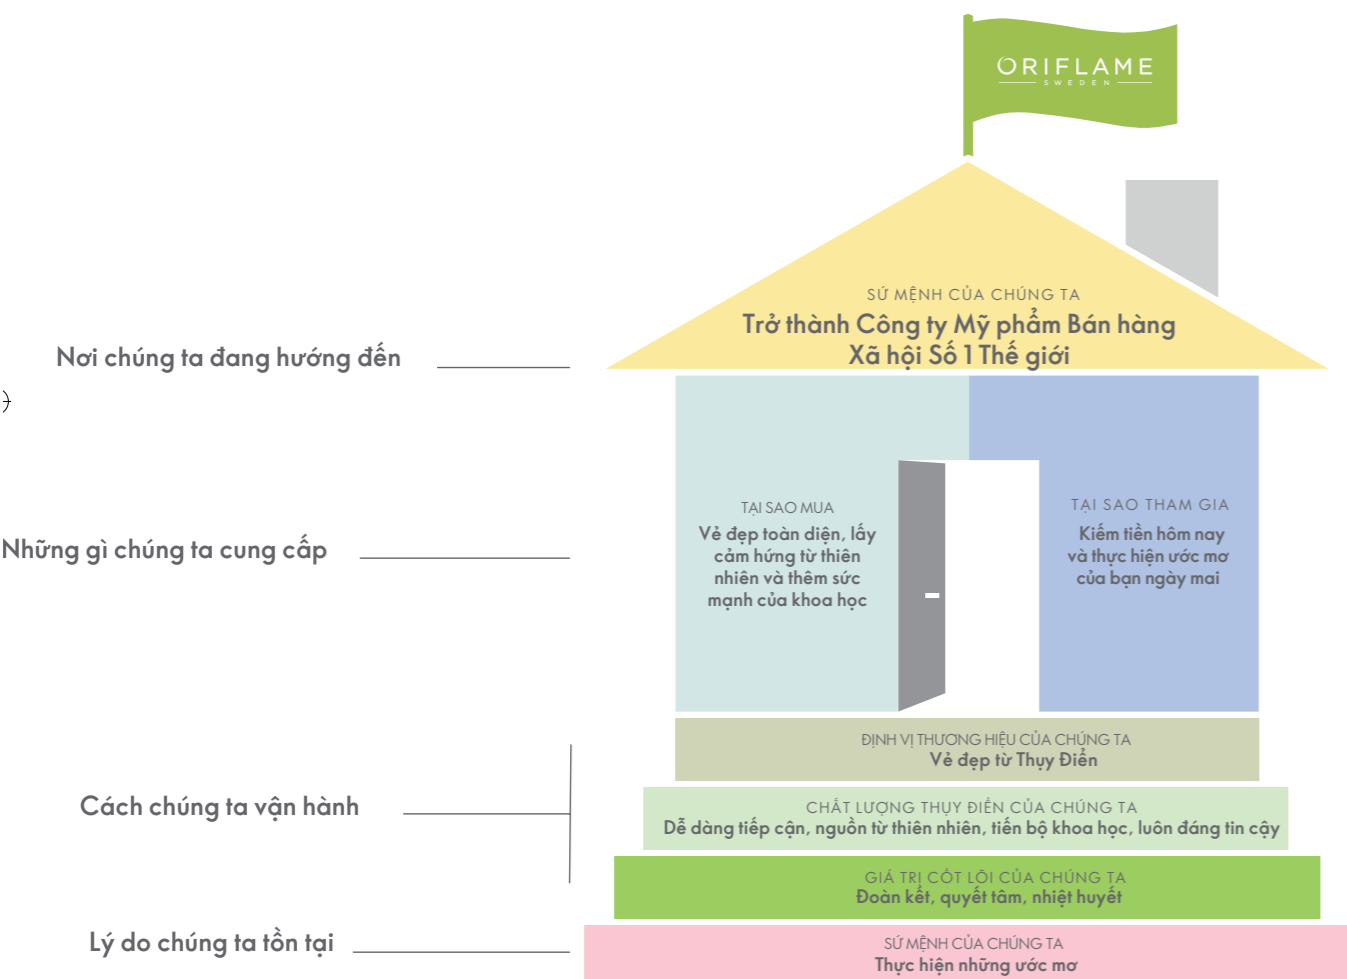 ORIFLAME
SWEDEN
SỨ MỆNH CỦA CHÚNG TA
Trở thành Công ty Mỹ phẩm Bán hàng
Xã hội Số 1 Thế giới
Nơi chúng ta đang hướng đến
Những gì chúng ta cung cấp
TẠI SAO MUA
Vẻ đẹp toàn diện, lấy
cảm hứng từ thiên
nhiên và thêm sức
mạnh của khoa học
TẠI SAO THAM GIA
Kiếm tiền hôm nay
và thực hiện ước mơ
của bạn ngày mai
Cách chúng ta vận hành
ĐỊNH VỊ THƯƠNG HIỆU CỦA CHÚNG TA
Vẻ đẹp từ Thụy Điển
CHẤT LƯỢNG THỤY ĐIỂN CỦA CHÚNG TA
Dễ dàng tiếp cận, nguồn từ thiên nhiên, tiến bộ khoa học, luôn đáng tin cậy
GIÁ TRỊ CỐT LÕI CỦA CHÚNG TA
Đoàn kết, quyết tâm, nhiệt huyết
Lý do chúng ta tồn tại
SỨ MỆNH CỦA CHÚNG TA
Thực hiện những ước mơ